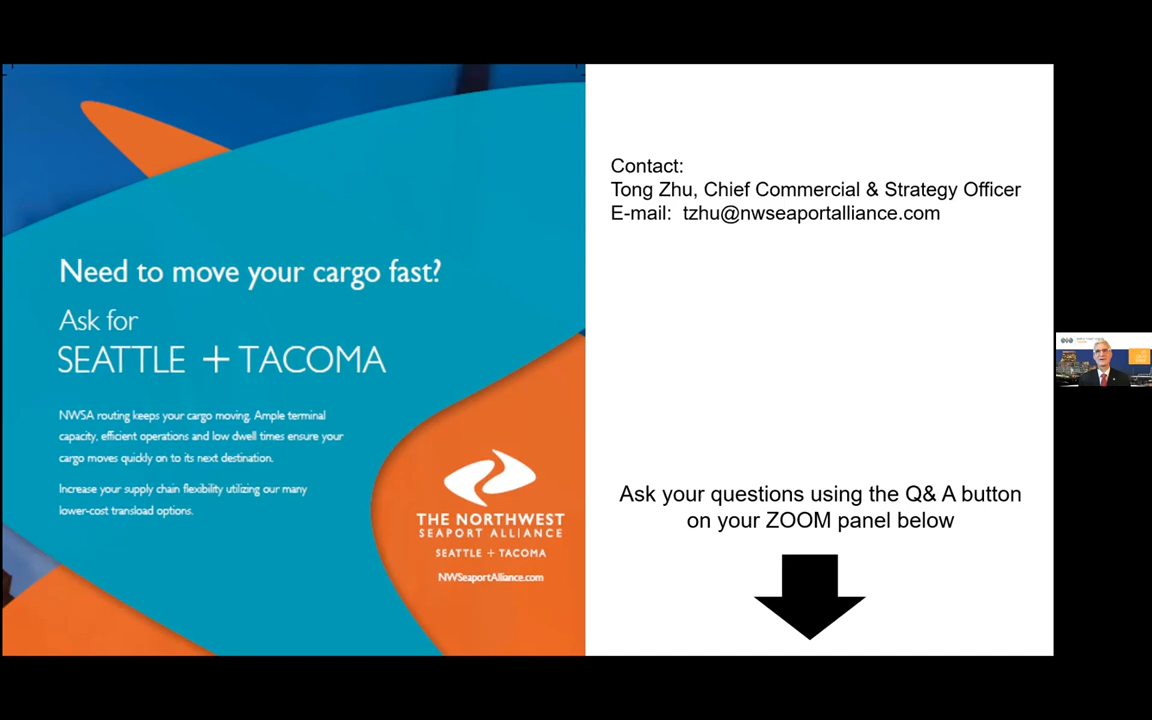 Need to move your cargo fast?
Ask for
SEATTLE + TACOMA
NWSA routing keeps your cargo moving. Ample terminal
capacity, efficient operations and low dwell times ensure your
cargo moves quickly on to its next destination.
Increase your supply chain flexibility utilizing our many
lower-cost transload options.
THE NORTHWEST
SEAPORT ALLIANCE
SEATTLE + TACOMA
NWSeaportAlliance.com
Contact:
Tong Zhu, Chief Commercial & Strategy Officer
E-mail: tzhu@nwseaportalliance.com
Ask your questions using the Q& A button
on your ZOOM panel below